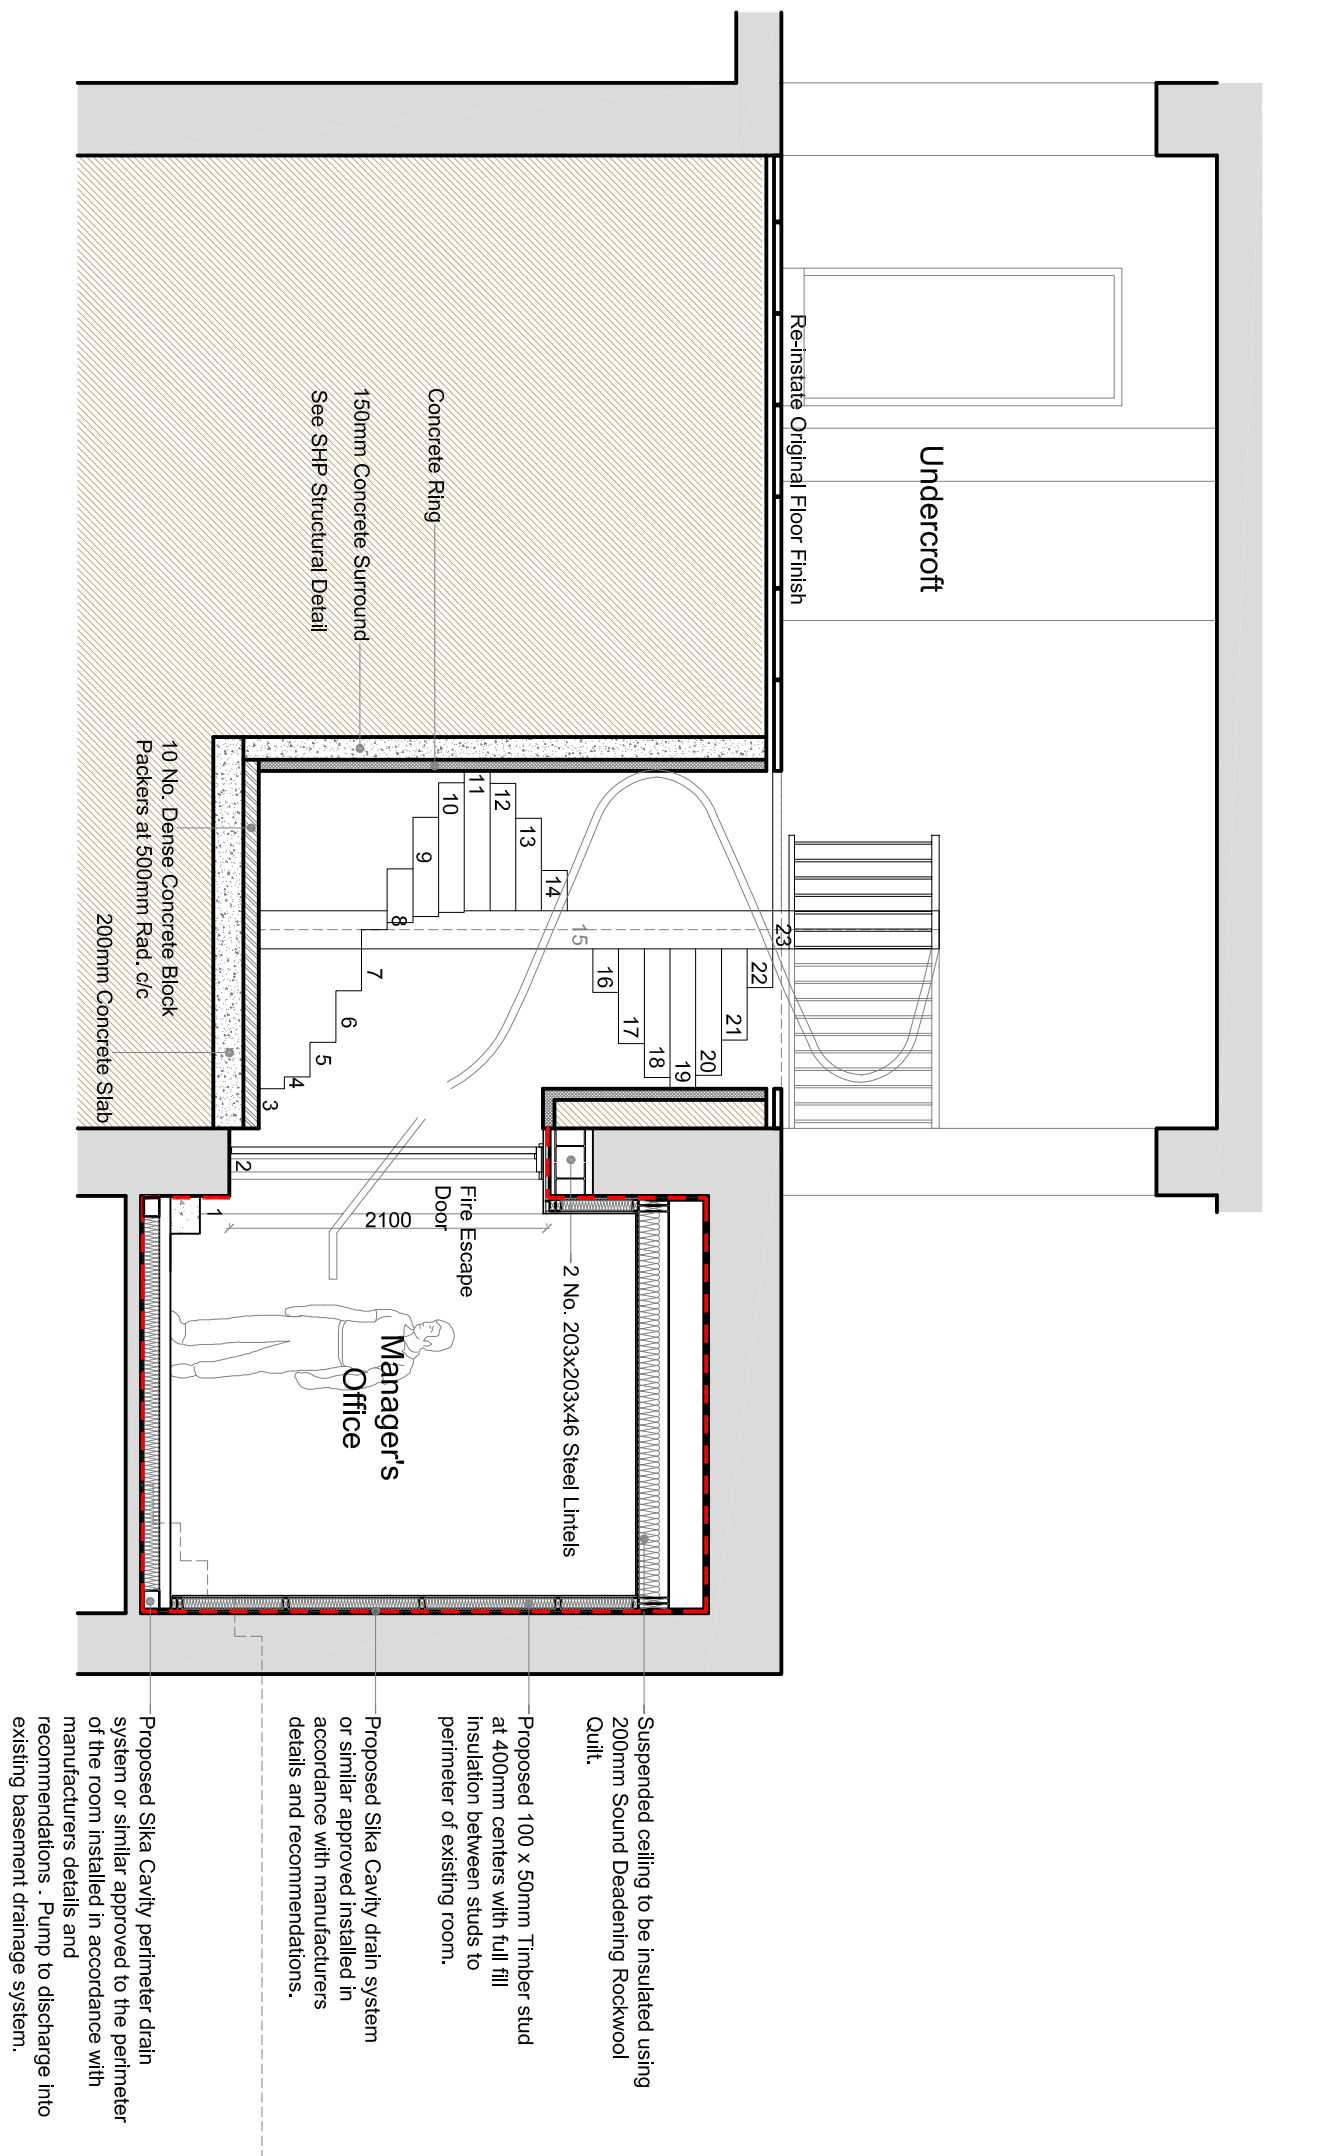 Undercroft
Re-instate Original Floor Finish
Concrete Ring
150mm Concrete Surround
See SHP Structural Detail
10 No. Dense Concrete Block
Packers at 500mm Rad. c/c
200mm Concrete Slab
1
2
3
4
5
6
7
8
9
10
11
12
13
14
15
16
17
18
19
20
21
22
23
Fire Escape
Door
2100
2 No. 203x203x46 Steel Lintels
Manager's
Office
Suspended ceiling to be insulated using
200mm Sound Deadening Rockwool
Quilt.
Proposed 100 x 50mm Timber stud
at 400mm centers with full fill
insulation between studs to
perimeter of existing room.
Proposed Sika Cavity drain system
or similar approved installed in
accordance with manufacturers
details and recommendations.
Proposed Sika Cavity perimeter drain
system or similar approved to the perimeter
of the room installed in accordance with
manufacturers details and
recommendations . Pump to discharge into
existing basement drainage system.